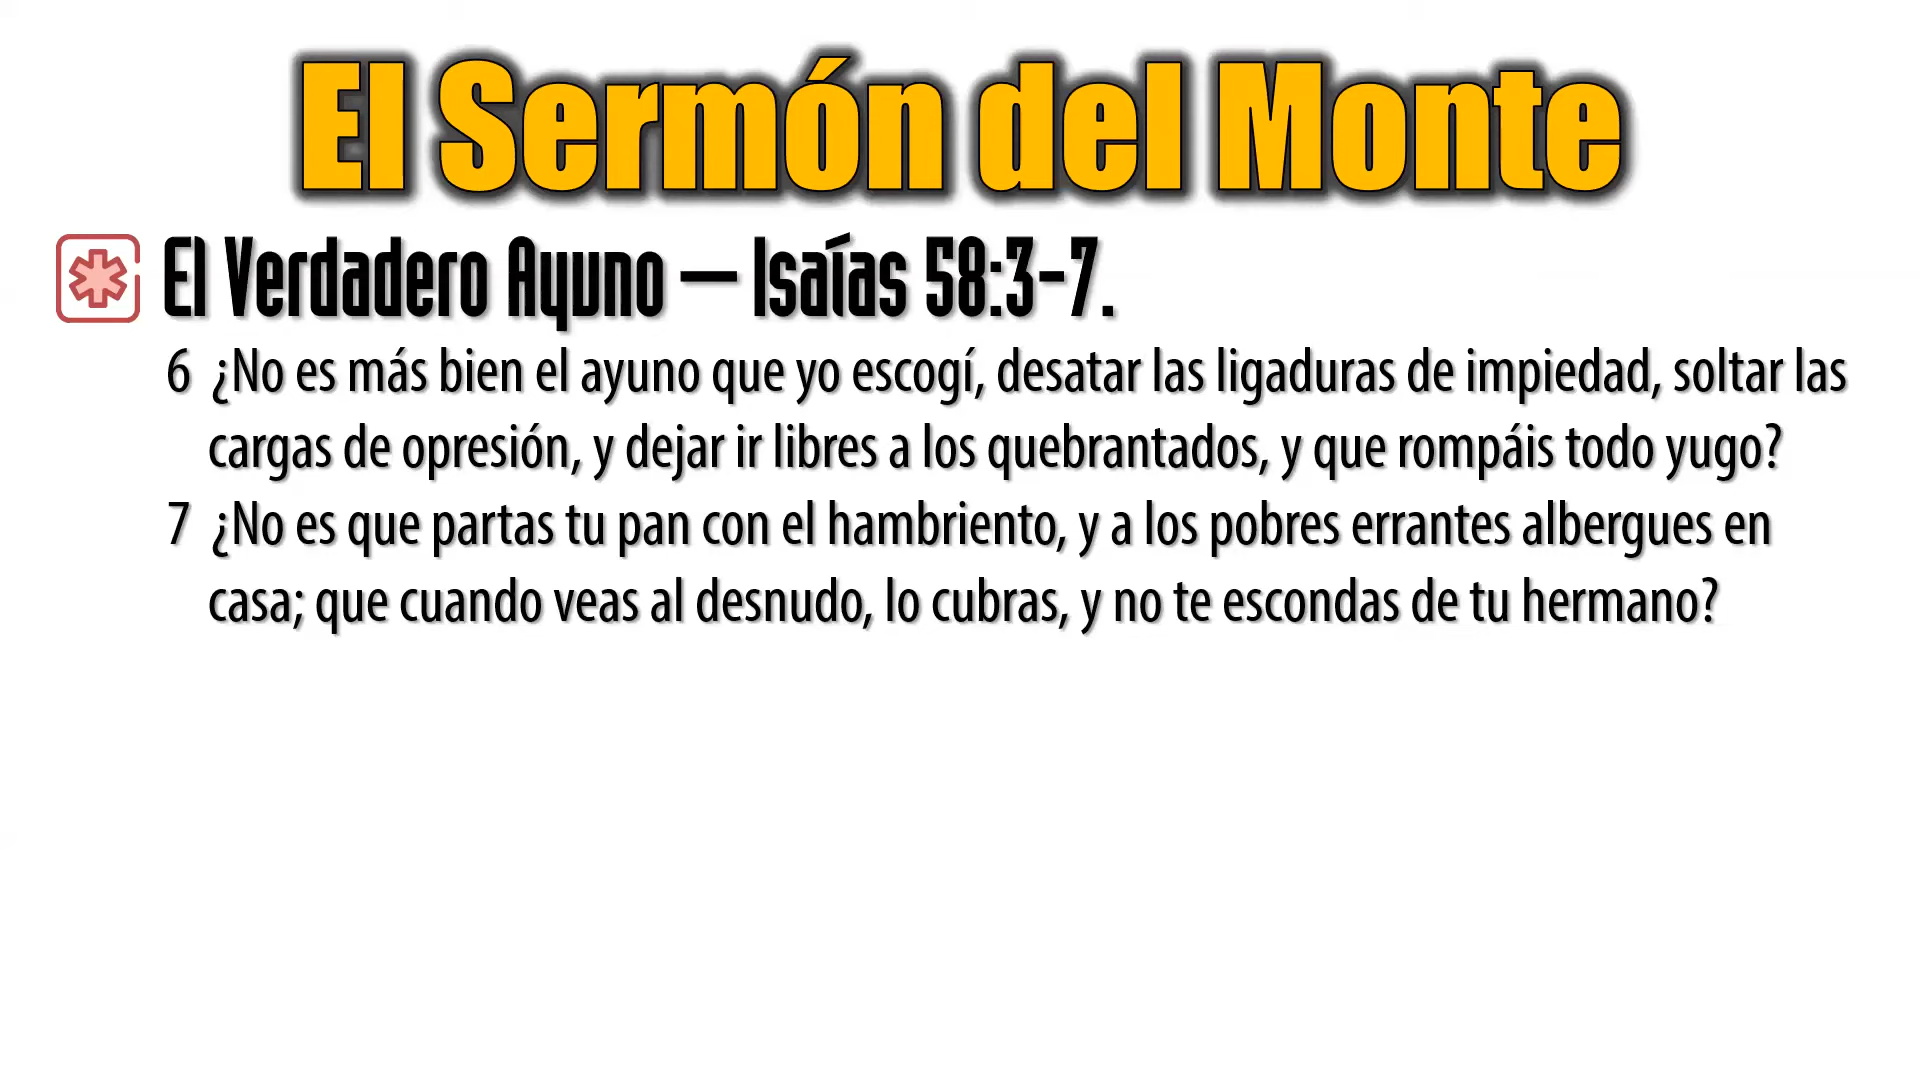 El Sermón del Monte
El Verdadero Ayuno — Isaías 58:3-7.
6 ¿No es más bien el ayuno que yo escogí, desatar las ligaduras de impiedad, soltar las
cargas de opresión, y dejar ir libres a los quebrantados, y que rompáis todo yugo?
7 ¿No es que partas tu pan con el hambriento, y a los pobres errantes albergues en
casa; que cuando veas al desnudo, lo cubras, y no te escondas de tu hermano?